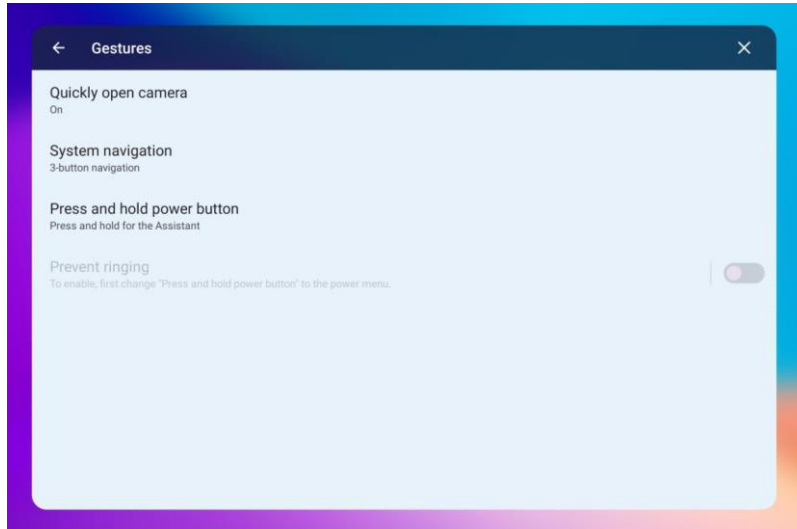 Gestures
Quickly open camera
On
System navigation
3-button navigation
Press and hold power button
Press and hold for the Assistant
Prevent ringing
To enable, first change "Press and hold power button" to the power menu.